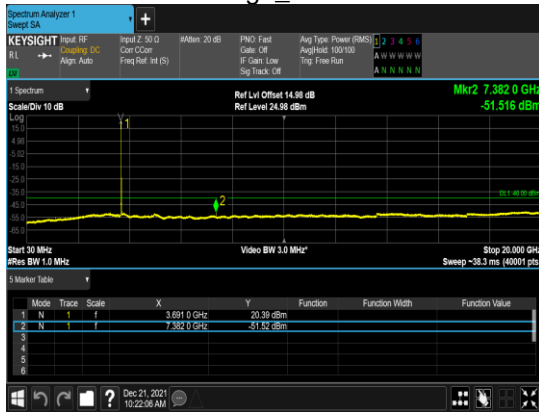 Spectrum Analyzer 1
Swept SA
+
KEYSIGHT Input: RF Input Z: 50 Ω #Atten: 20 dB PNO: Fast Avg Type: Power (RMS) 1 2 3 4 5 6
RL Coupling: DC Corr CCorr Gate: Off Avg|Hold: 100/100 A W W W W W
Align: Auto Freq Ref: Int (S) IF Gain: Low Trig: Free Run
LV Sig Track: Off A N N N N N
1 Spectrum Ref Lvl Offset 14.98 dB Mkr2 7.382 0 GHz
Scale/Div 10 dB Ref Level 24.98 dBm -51.516 dBm
Log
15.0
4.98
-5.02
-15.0
-25.0
-35.0
-45.0
-55.0
-65.0
1
2
DL1 -40.00 dBm
Start 30 MHz Video BW 3.0 MHz* Stop 20.000 GHz
#Res BW 1.0 MHz Sweep ~38.3 ms (40001 pts)
5 Marker Table
Mode Trace Scale X Y Function Function Width Function Value
1 N 1 f 3.691 0 GHz 20.39 dBm
2 N 1 f 7.382 0 GHz -51.52 dBm
3
4
5
6
? Dec 21, 2021
10:22:06 AM